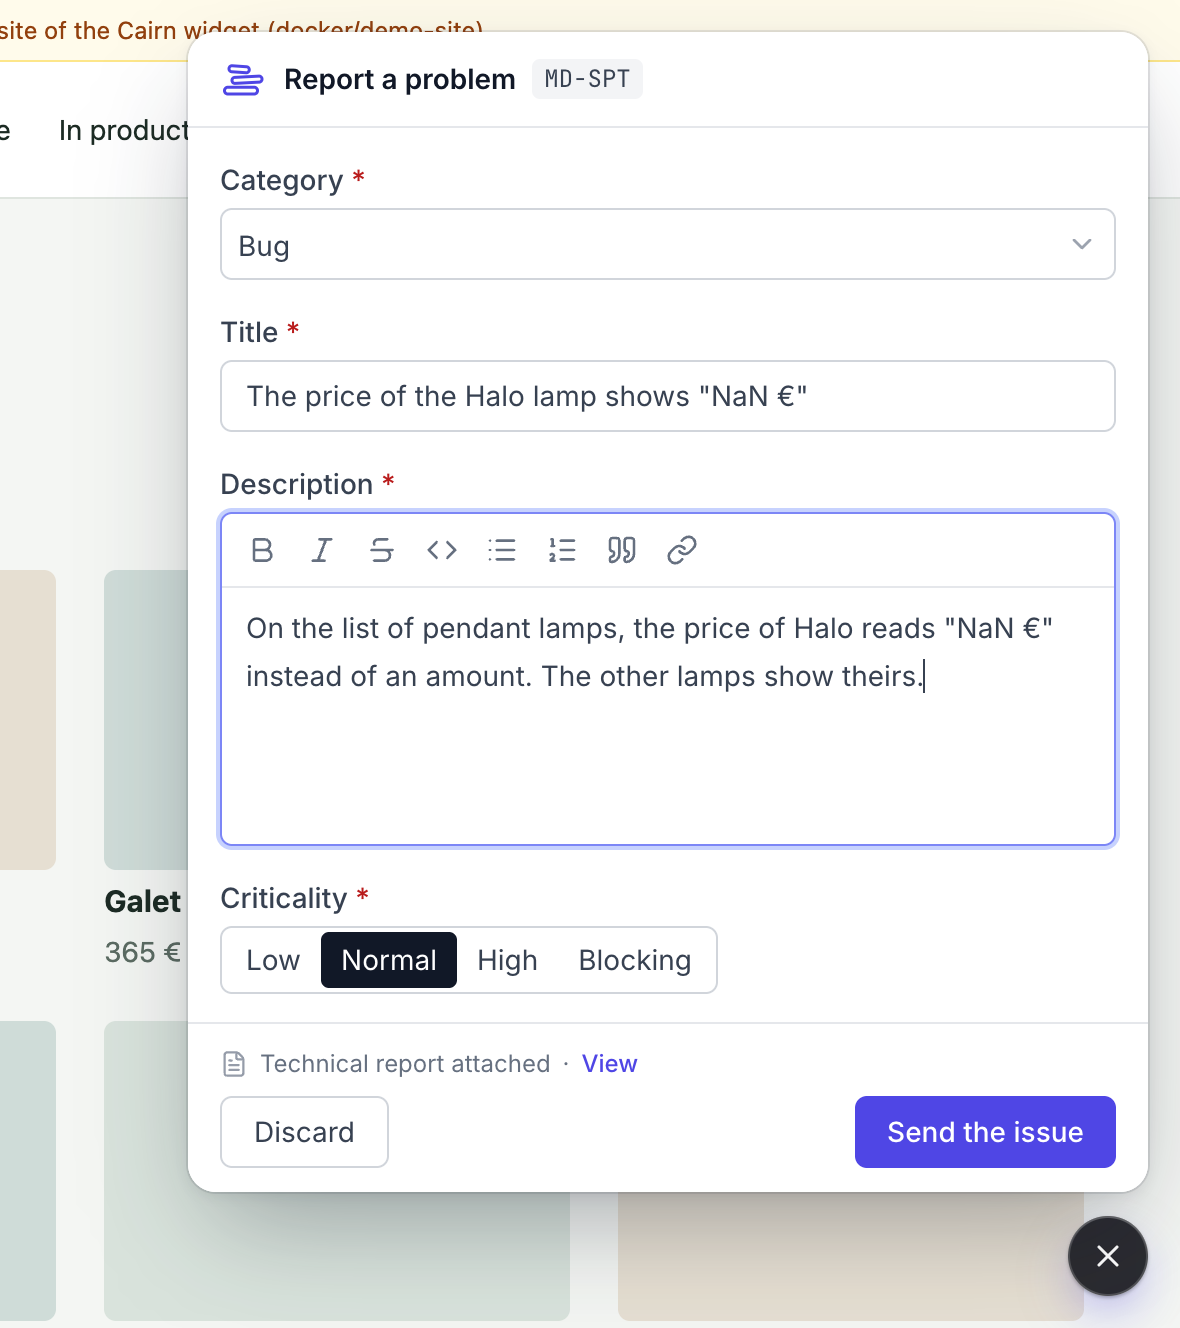 site of the Cairn widget (docker/demo-site)
Report a problem MD-SPT
e In product
Category *
Bug
Title *
The price of the Halo lamp shows "NaN €"
Description *
On the list of pendant lamps, the price of Halo reads "NaN €"
instead of an amount. The other lamps show theirs.
Galet
365 €
Criticality *
Low Normal High Blocking
Technical report attached · View
Discard Send the issue